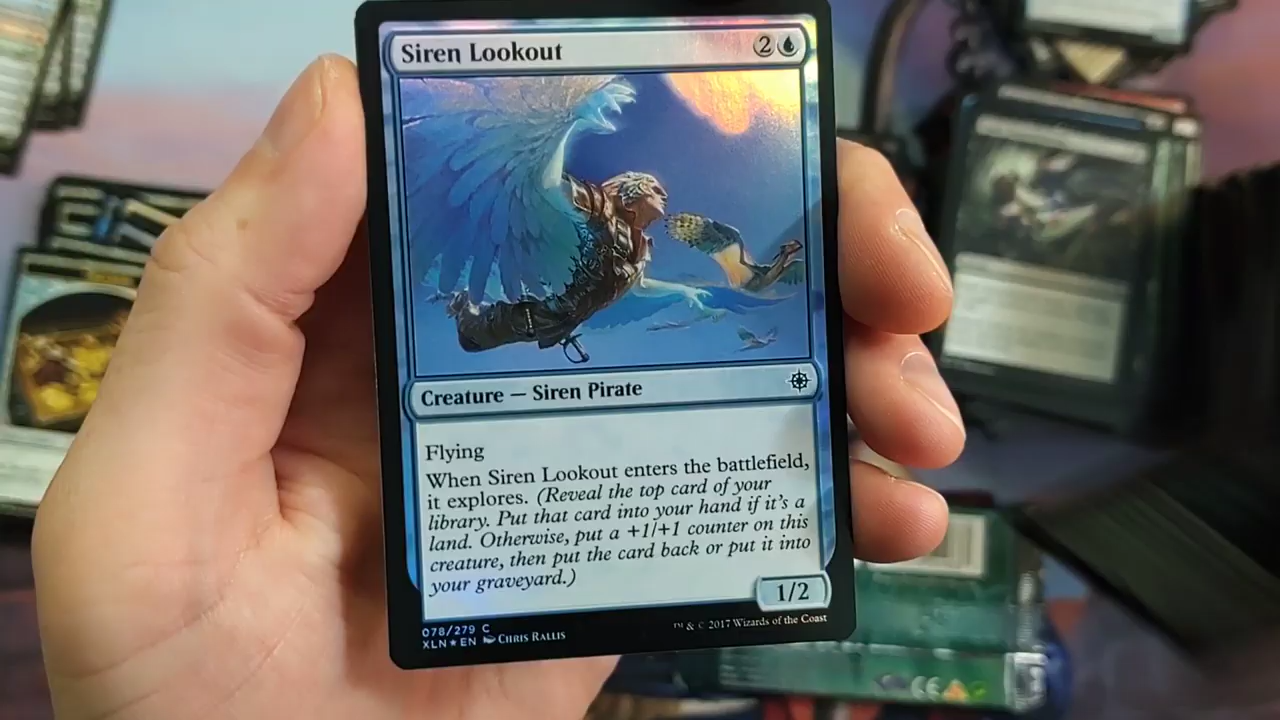 Siren Lookout 2
Creature — Siren Pirate
Flying
When Siren Lookout enters the battlefield,
it explores. (Reveal the top card of your
library. Put that card into your hand if it's a
land. Otherwise, put a +1/+1 counter on this
creature, then put the card back or put it into
your graveyard.)
1/2
078/279 C
XLN★EN Chris Rallis
™ & © 2017 Wizards of the Coast
CE